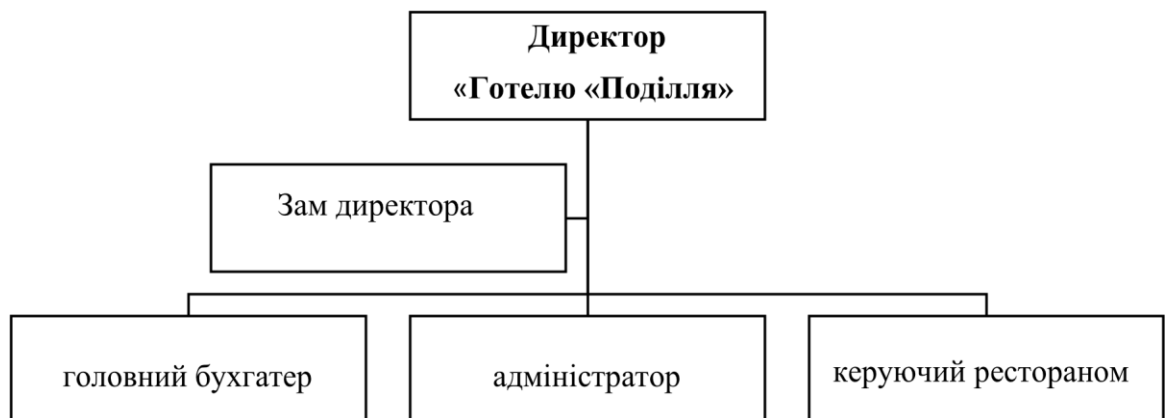 Директор
«Готелю «Поділля»
Зам директора
головний бухгатер
адміністратор
керуючий рестораном